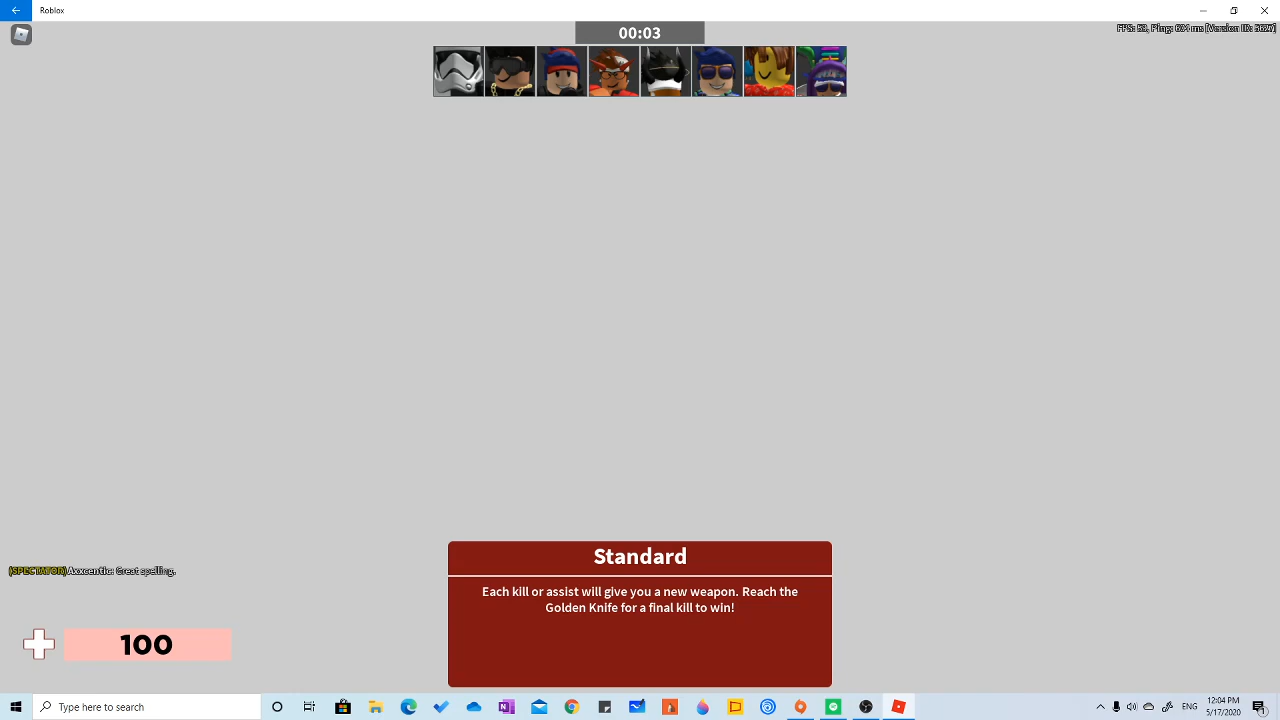 Roblox
00:03
Standard
Each kill or assist will give you a new weapon. Reach the
Golden Knife for a final kill to win!
(SPECTATOR) Axxcentic: Great spelling.
100
Type here to search
ENG
12:04 PM
5/17/2020